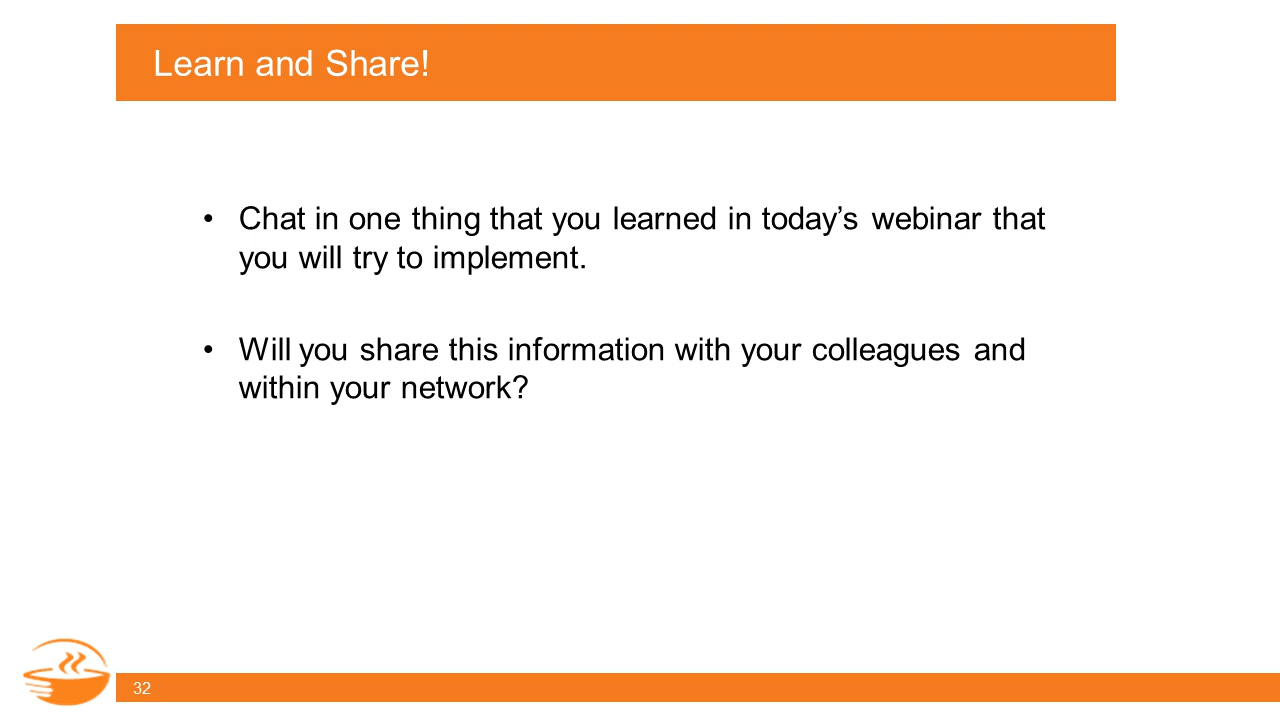 Learn and Share!
• Chat in one thing that you learned in today’s webinar that
you will try to implement.
• Will you share this information with your colleagues and
within your network?
32